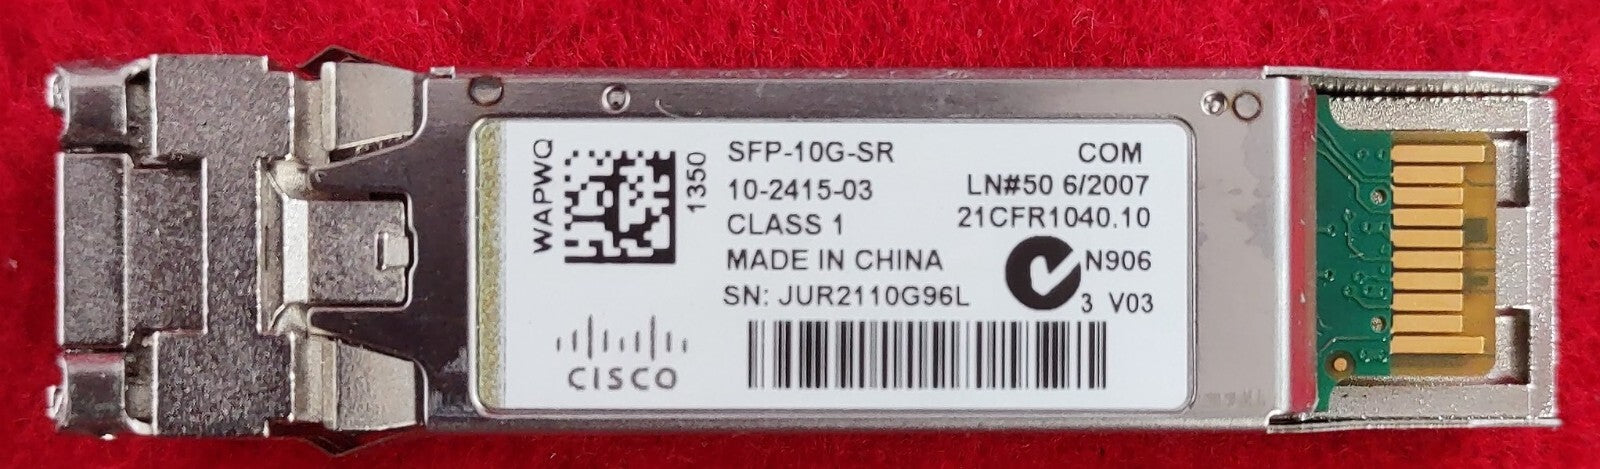 WAPWQ
1350
SFP-10G-SR
10-2415-03
CLASS 1
MADE IN CHINA
SN: JUR2110G96L
COM
LN#50 6/2007
21CFR1040.10
N906
3 V03
CISCO